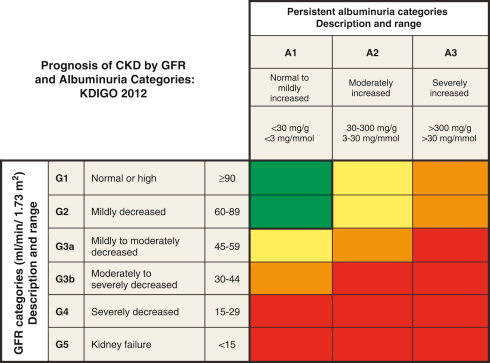 Persistent albuminuria categories
Description and range
Prognosis of CKD by GFR
and Albuminuria Categories:
KDIGO 2012
A1
A2
A3
Normal to
mildly
increased
Moderately
increased
Severely
increased
<30 mg/g
<3 mg/mmol
30-300 mg/g
3-30 mg/mmol
>300 mg/g
>30 mg/mmol
GFR categories (ml/min/ 1.73 m²)
Description and range
G1 Normal or high ≥90
G2 Mildly decreased 60-89
G3a Mildly to moderately
decreased 45-59
G3b Moderately to
severely decreased 30-44
G4 Severely decreased 15-29
G5 Kidney failure <15